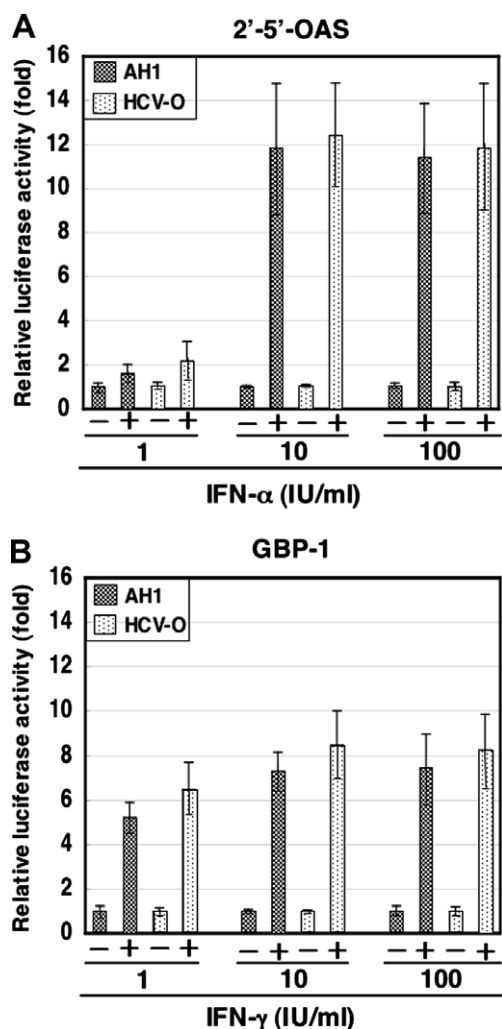 A
2'-5'-OAS
Relative luciferase activity (fold)
16
14
12
10
8
6
4
2
0
AH1
HCV-O
− + − + − + − + − + − +
1 10 100
IFN-α (IU/ml)
B
GBP-1
Relative luciferase activity (fold)
16
14
12
10
8
6
4
2
0
AH1
HCV-O
− + − + − + − + − + − +
1 10 100
IFN-γ (IU/ml)